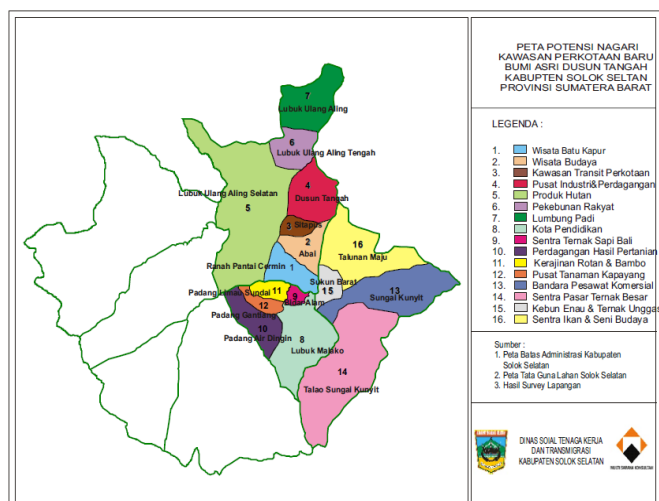 PETA POTENSI NAGARI
KAWASAN PERKOTAAN BARU
BUMI ASRI DUSUN TANGAH
KABUPTEN SOLOK SELTAN
PROVINSI SUMATERA BARAT
LEGENDA :
1. Wisata Batu Kapur
2. Wisata Budaya
3. Kawasan Transit Perkotaan
4. Pusat Industri&Perdagangan
5. Produk Hutan
6. Pekebunan Rakyat
7. Lumbung Padi
8. Kota Pendidikan
9. Sentra Ternak Sapi Bali
10. Perdagangan Hasil Pertanian
11. Kerajinan Rotan & Bambu
12. Pusat Tanaman Kapayang
13. Bandara Pesawat Komersial
14. Sentra Pasar Ternak Besar
15. Kebun Enau & Ternak Unggas
16. Sentra Ikan & Seni Budaya
Sumber :
1. Peta Batas Administrasi Kabupaten
Solok Selatan
2. Peta Tata Guna Lahan Solok Selatan
3. Hasil Survey Lapangan
DINAS SOIAL TENAGA KERJA
DAN TRANSMIGRASI
KABUPATEN SOLOK SELATAN
7
Lubuk Ulang Aling
6
Lubuk Ulang Aling Tengah
4
Dusun Tangah
Lubuk Ulang Aling Selatan
5
3 Sitapus
2
Abai
16
Talunan Maju
Ranah Pantai Cermin
1
Sukun Barat
15
13
Sungai Kunyit
Padang Limau Sundai
11
9
12
Padang Gantiang
10
Padang Air Dingin
8
Lubuk Malako
14
Talao Sungai Kunyit